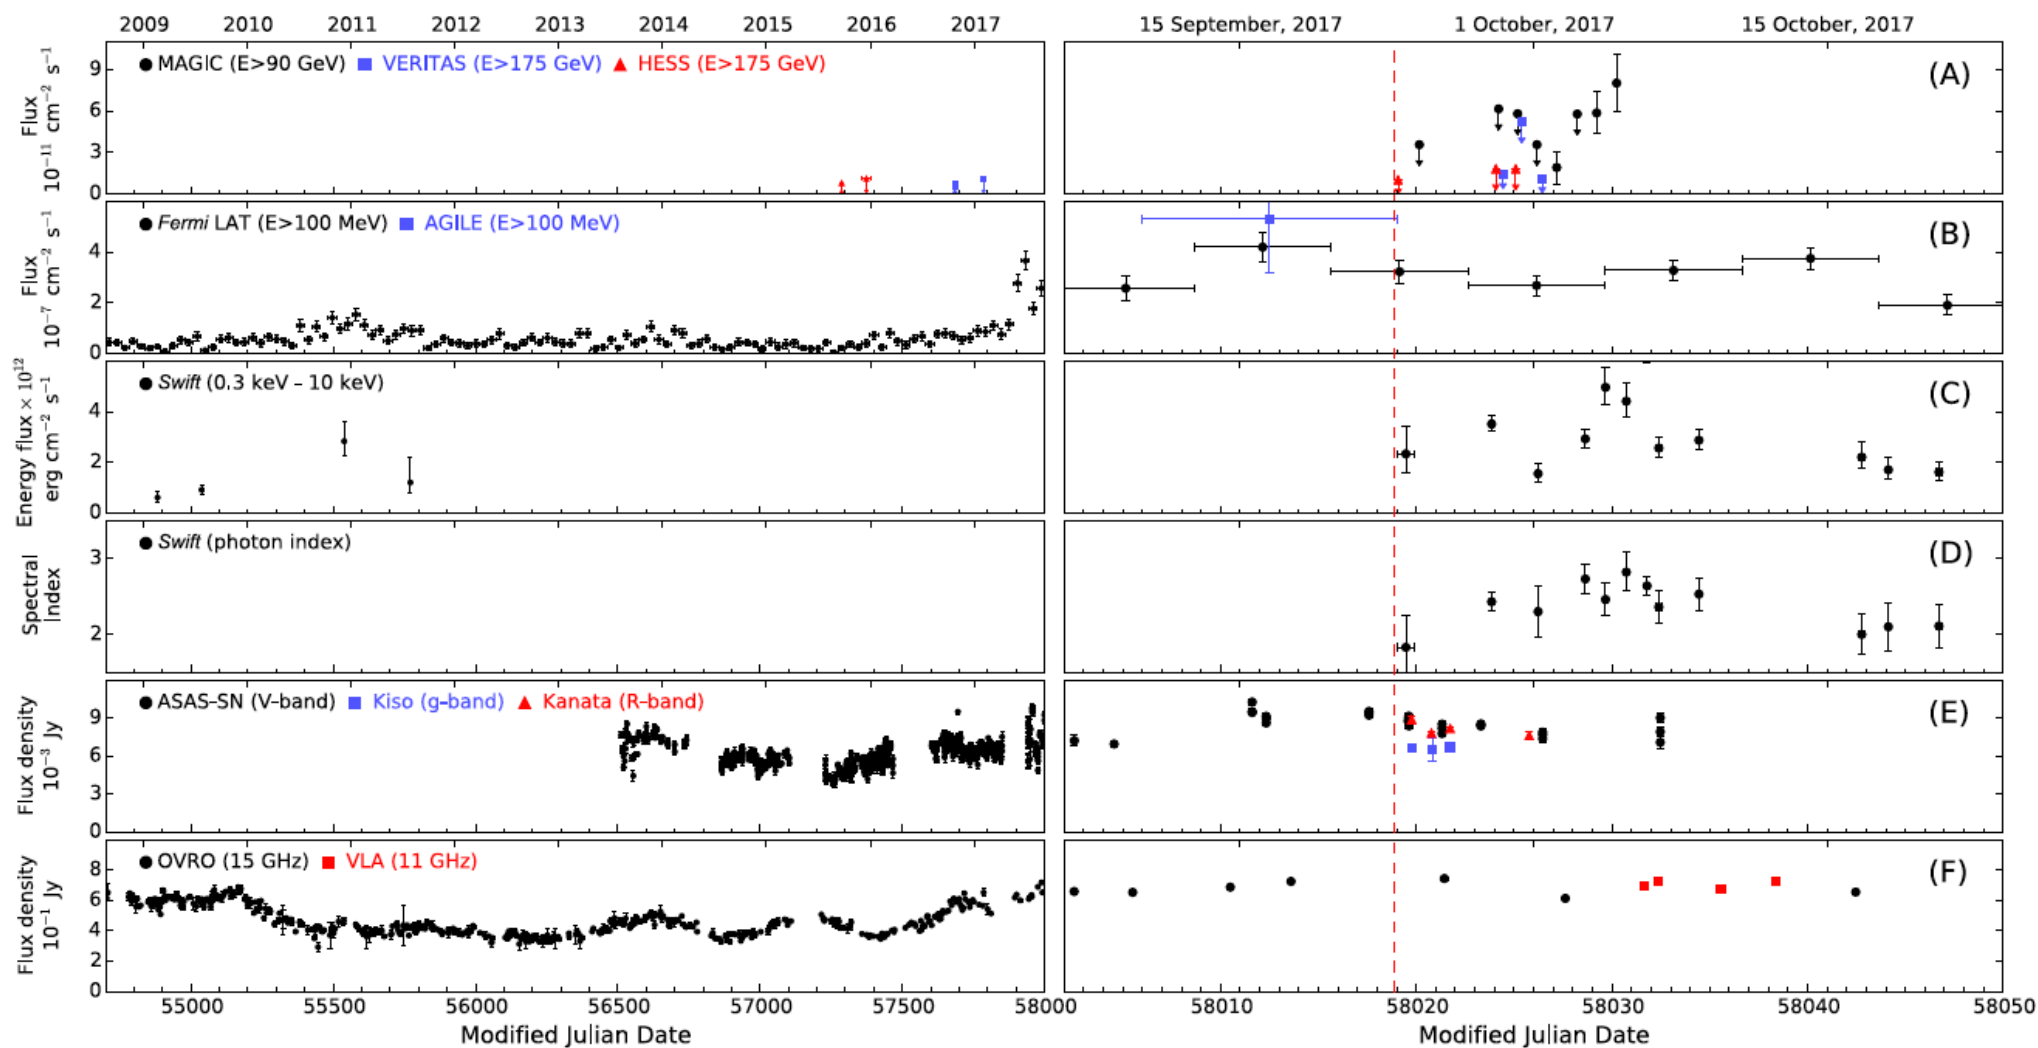 2009 2010 2011 2012 2013 2014 2015 2016 2017 15 September, 2017 1 October, 2017 15 October, 2017
MAGIC (E>90 GeV) VERITAS (E>175 GeV) HESS (E>175 GeV)
(A)
Flux
10⁻¹¹ cm⁻² s⁻¹
9
6
3
0
Fermi LAT (E>100 MeV) AGILE (E>100 MeV)
(B)
Flux
10⁻⁷ cm⁻² s⁻¹
4
2
0
Swift (0.3 keV – 10 keV)
(C)
Energy flux × 10¹²
erg cm⁻² s⁻¹
4
2
0
Swift (photon index)
(D)
Spectral
Index
3
2
ASAS-SN (V-band) Kiso (g-band) Kanata (R-band)
(E)
Flux density
10⁻³ Jy
9
6
3
0
OVRO (15 GHz) VLA (11 GHz)
(F)
Flux density
10⁻¹ Jy
8
6
4
2
0
55000 55500 56000 56500 57000 57500 58000 58010 58020 58030 58040 58050
Modified Julian Date Modified Julian Date